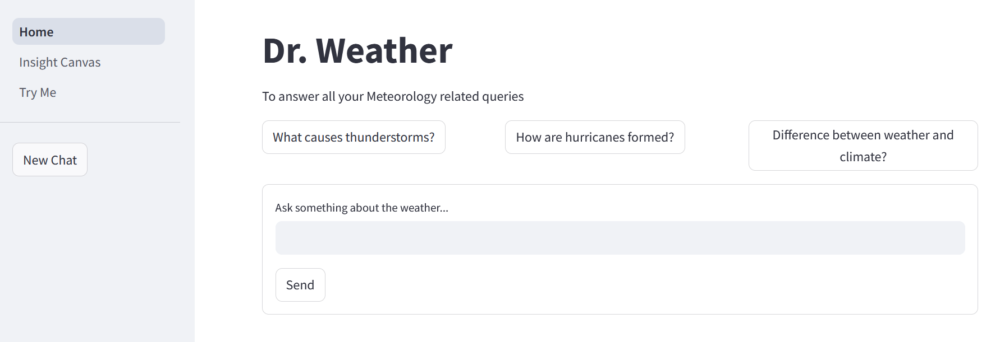 Home
Insight Canvas
Try Me
New Chat
Dr. Weather
To answer all your Meteorology related queries
What causes thunderstorms?
How are hurricanes formed?
Difference between weather and
climate?
Ask something about the weather...
Send